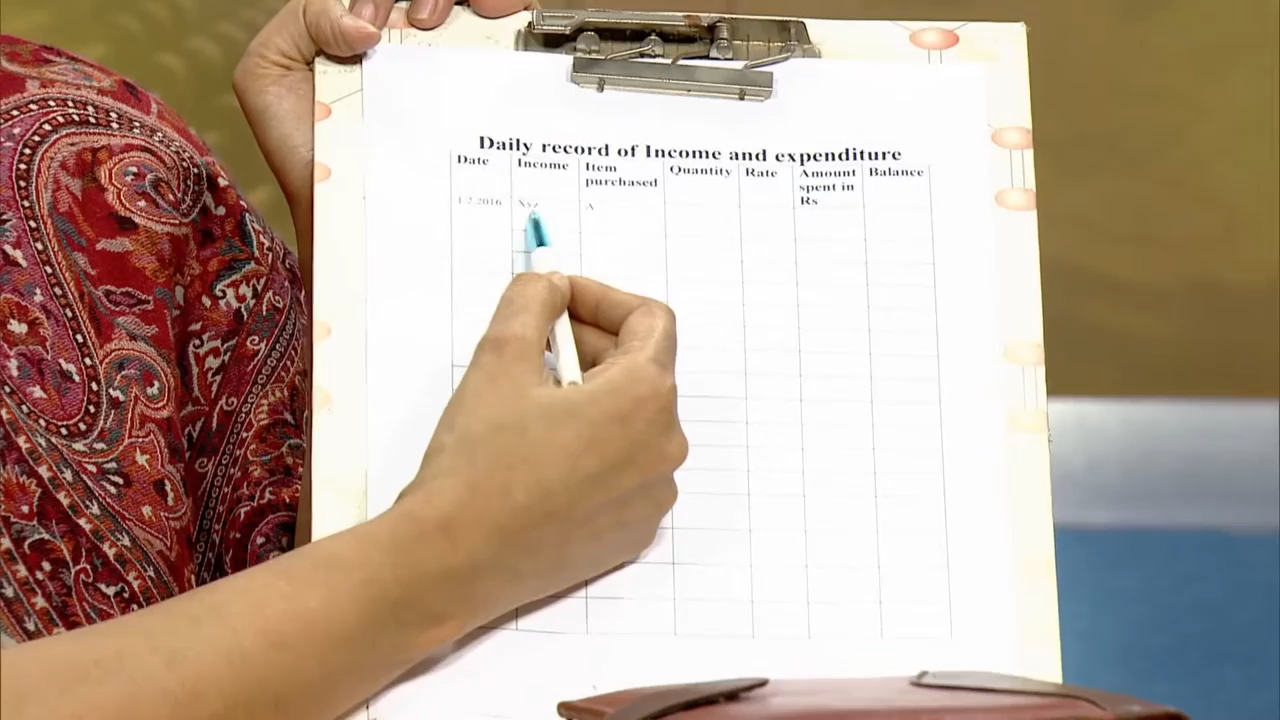 Daily record of Income and expenditure
Date Income Item purchased Quantity Rate Amount spent in Rs Balance
1.2.2016 Xyz A